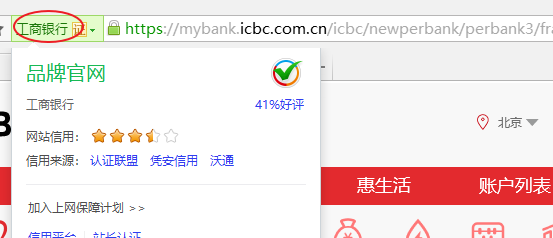 工商银行 证 https://mybank.icbc.com.cn/icbc/newperbank/perbank3/fra
品牌官网
工商银行 41%好评
北京
网站信用：
信用来源： 认证联盟 凭安信用 沃通
惠生活 账户列表
加入上网保障计划 >>
信用平台 | 站长认证